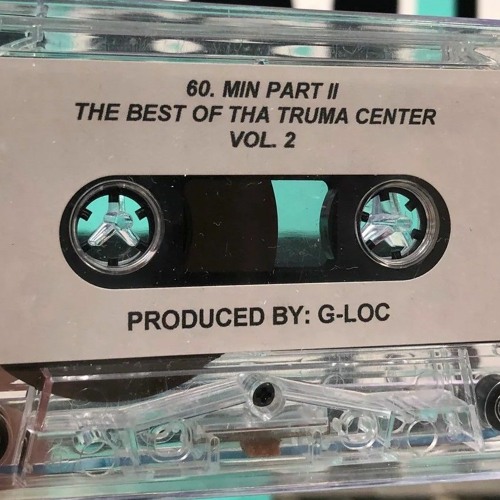 60. MIN PART II
THE BEST OF THA TRUMA CENTER
VOL. 2
PRODUCED BY: G-LOC